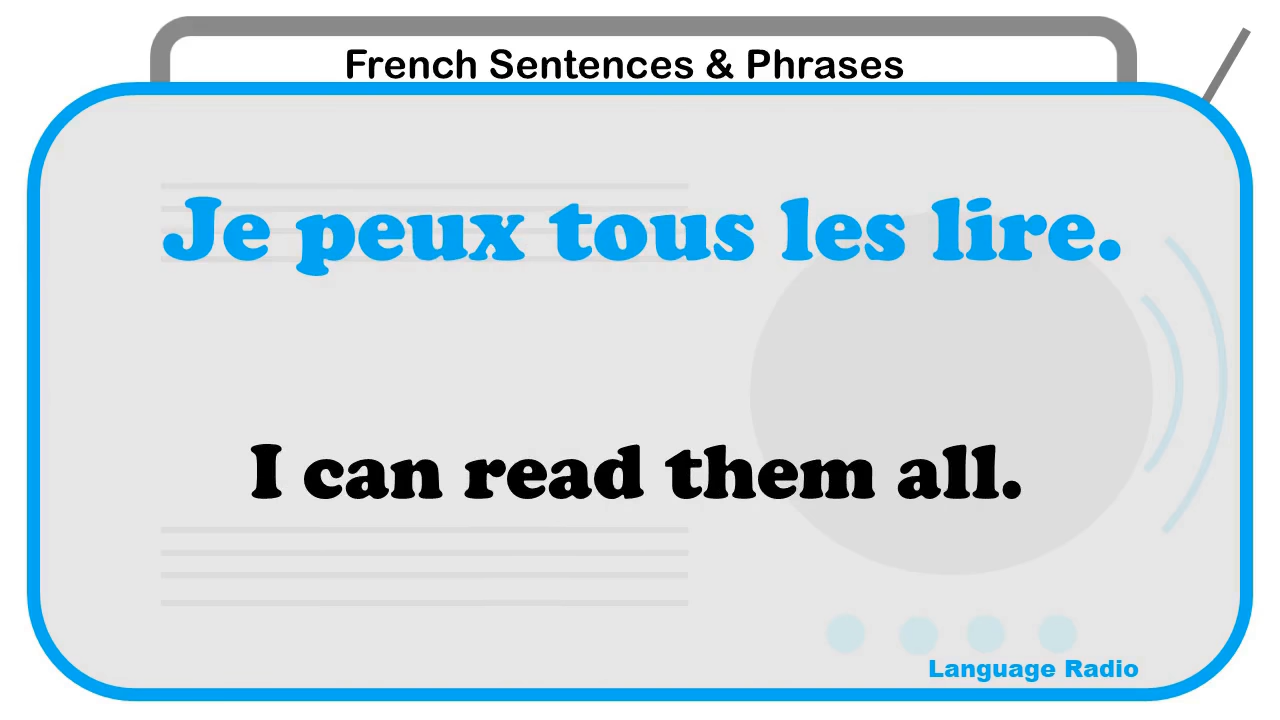 French Sentences & Phrases
Je peux tous les lire.
I can read them all.
Language Radio